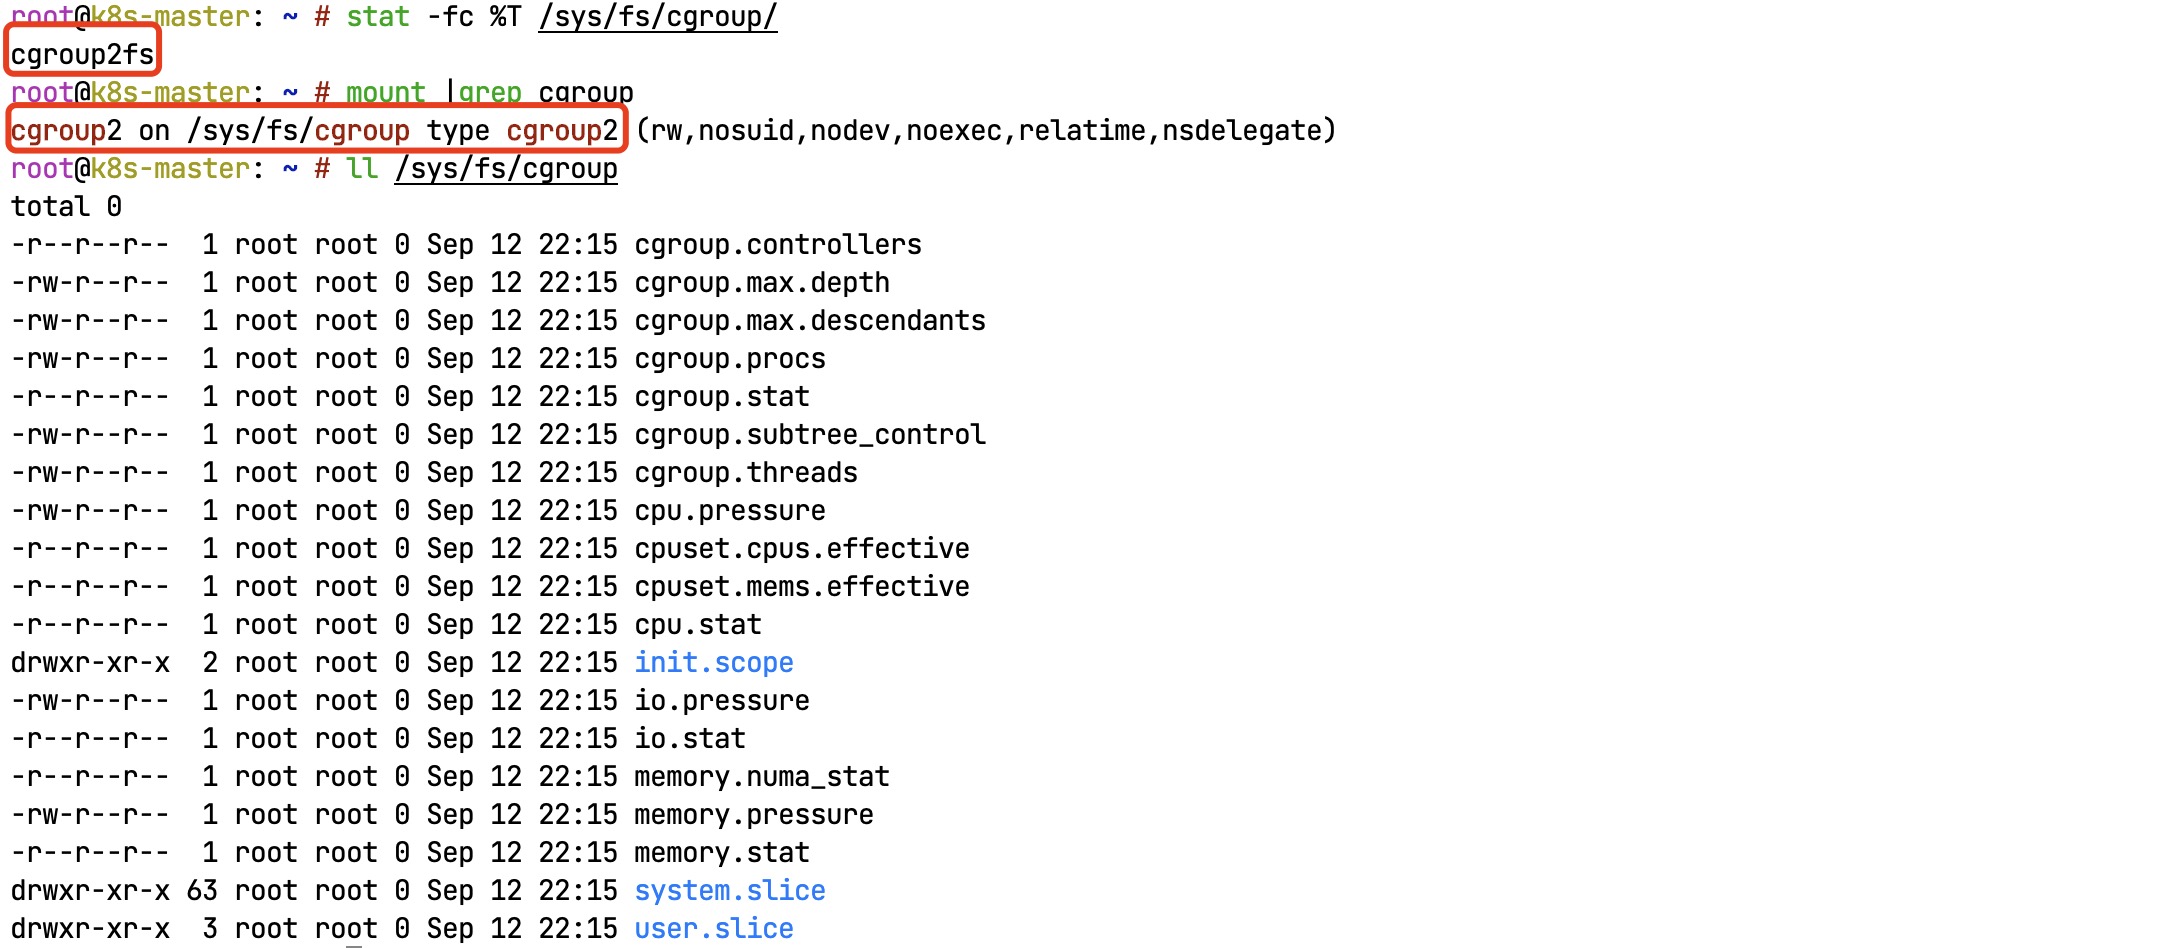 root@k8s-master: ~ # stat -fc %T /sys/fs/cgroup/
cgroup2fs
root@k8s-master: ~ # mount |grep cgroup
cgroup2 on /sys/fs/cgroup type cgroup2 (rw,nosuid,nodev,noexec,relatime,nsdelegate)
root@k8s-master: ~ # ll /sys/fs/cgroup
total 0
-r--r--r--  1 root root 0 Sep 12 22:15 cgroup.controllers
-rw-r--r--  1 root root 0 Sep 12 22:15 cgroup.max.depth
-rw-r--r--  1 root root 0 Sep 12 22:15 cgroup.max.descendants
-rw-r--r--  1 root root 0 Sep 12 22:15 cgroup.procs
-r--r--r--  1 root root 0 Sep 12 22:15 cgroup.stat
-rw-r--r--  1 root root 0 Sep 12 22:15 cgroup.subtree_control
-rw-r--r--  1 root root 0 Sep 12 22:15 cgroup.threads
-rw-r--r--  1 root root 0 Sep 12 22:15 cpu.pressure
-r--r--r--  1 root root 0 Sep 12 22:15 cpuset.cpus.effective
-r--r--r--  1 root root 0 Sep 12 22:15 cpuset.mems.effective
-r--r--r--  1 root root 0 Sep 12 22:15 cpu.stat
drwxr-xr-x  2 root root 0 Sep 12 22:15 init.scope
-rw-r--r--  1 root root 0 Sep 12 22:15 io.pressure
-r--r--r--  1 root root 0 Sep 12 22:15 io.stat
-r--r--r--  1 root root 0 Sep 12 22:15 memory.numa_stat
-rw-r--r--  1 root root 0 Sep 12 22:15 memory.pressure
-r--r--r--  1 root root 0 Sep 12 22:15 memory.stat
drwxr-xr-x 63 root root 0 Sep 12 22:15 system.slice
drwxr-xr-x  3 root root 0 Sep 12 22:15 user.slice